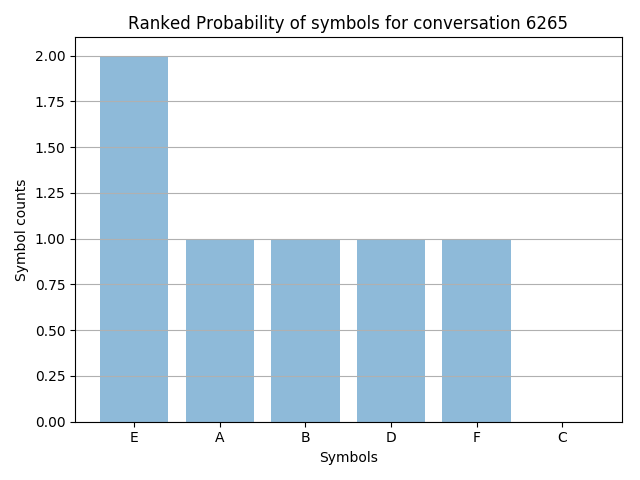 Ranked Probability of symbols for conversation 6265
Symbol counts
2.00
1.75
1.50
1.25
1.00
0.75
0.50
0.25
0.00
E A B D F C
Symbols